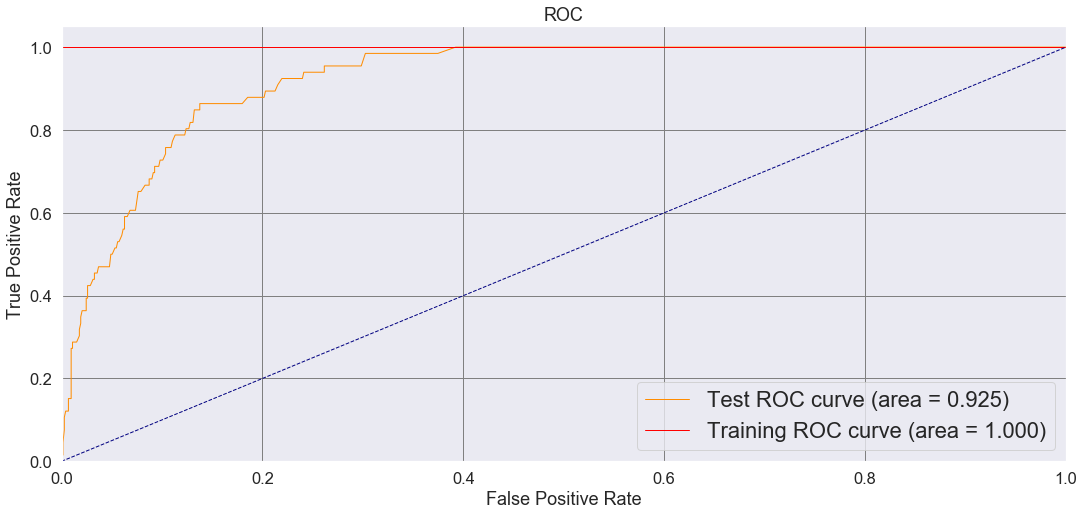 ROC
True Positive Rate
1.0
0.8
0.6
0.4
0.2
0.0
Test ROC curve (area = 0.925)
Training ROC curve (area = 1.000)
0.0 0.2 0.4 0.6 0.8 1.0
False Positive Rate